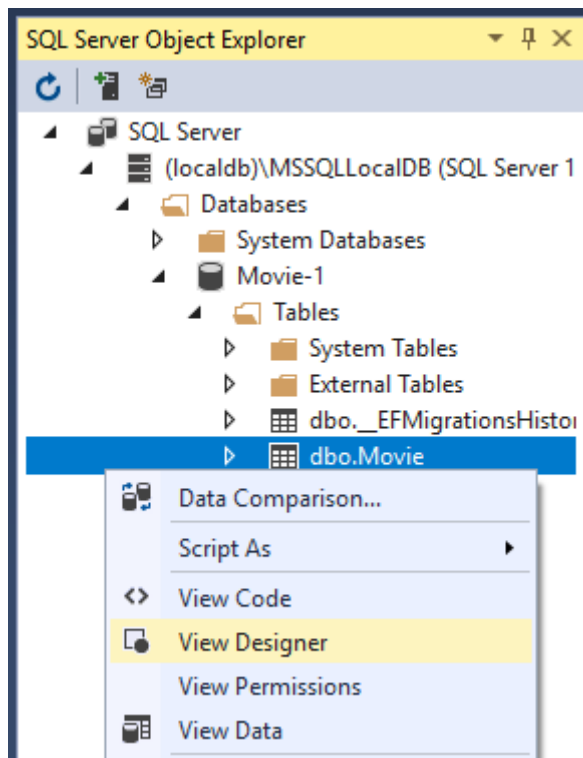 SQL Server Object Explorer
SQL Server
(localdb)\MSSQLLocalDB (SQL Server 1
Databases
System Databases
Movie-1
Tables
System Tables
External Tables
dbo.__EFMigrationsHistor
dbo.Movie
Data Comparison...
Script As
View Code
View Designer
View Permissions
View Data